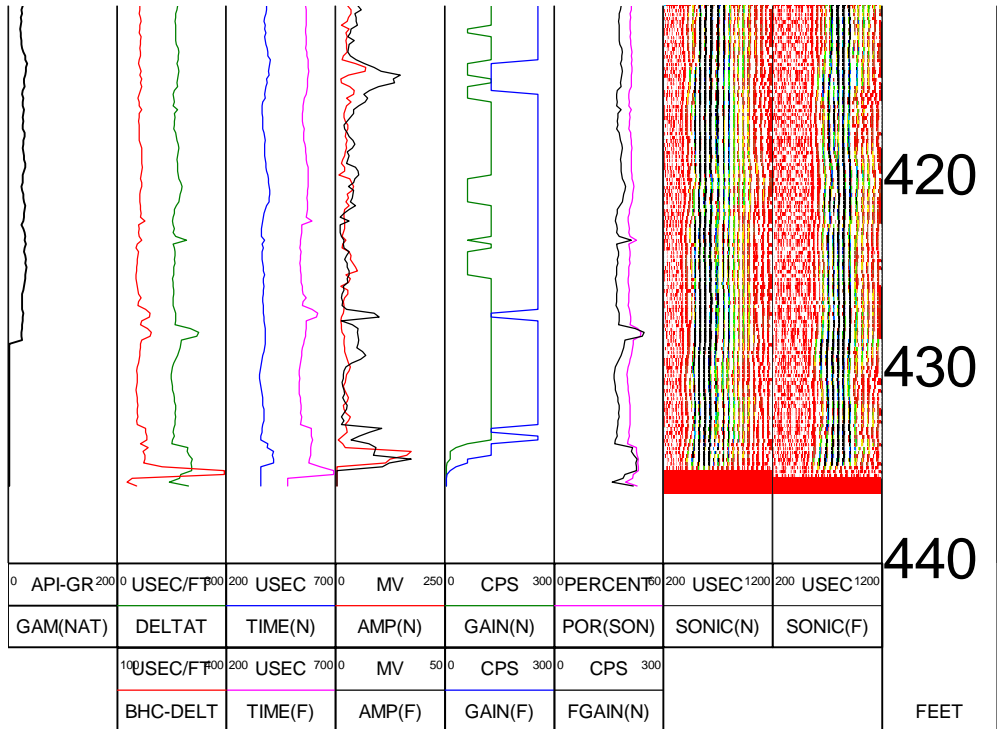 420
430
440
0 API-GR 200 0 USEC/FT 300 200 USEC 700 0 MV 250 0 CPS 300 0 PERCENT 60 200 USEC 1200 200 USEC 1200
GAM(NAT) DELTAT TIME(N) AMP(N) GAIN(N) POR(SON) SONIC(N) SONIC(F)
100 USEC/FT 400 200 USEC 700 0 MV 50 0 CPS 300 0 CPS 300
BHC-DELT TIME(F) AMP(F) GAIN(F) FGAIN(N) FEET